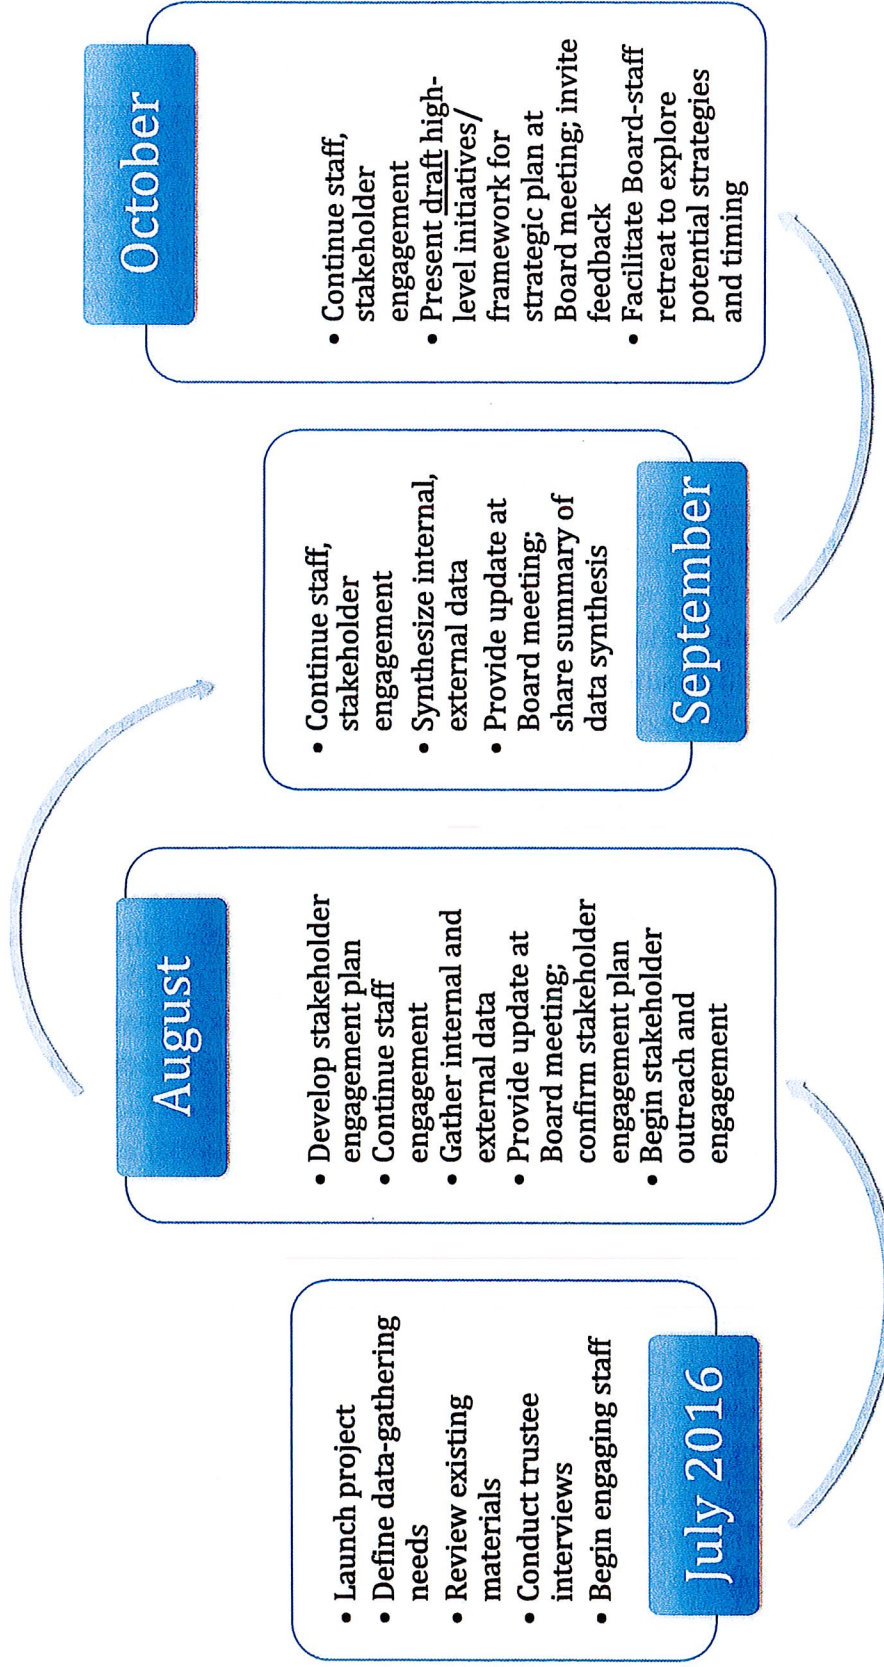 July 2016
• Launch project
• Define data-gathering
needs
• Review existing
materials
• Conduct trustee
interviews
• Begin engaging staff
August
• Develop stakeholder
engagement plan
• Continue staff
engagement
• Gather internal and
external data
• Provide update at
Board meeting;
confirm stakeholder
engagement plan
• Begin stakeholder
outreach and
engagement
September
• Continue staff,
stakeholder
engagement
• Synthesize internal,
external data
• Provide update at
Board meeting;
share summary of
data synthesis
October
• Continue staff,
stakeholder
engagement
• Present draft high-
level initiatives/
framework for
strategic plan at
Board meeting; invite
feedback
• Facilitate Board-staff
retreat to explore
potential strategies
and timing